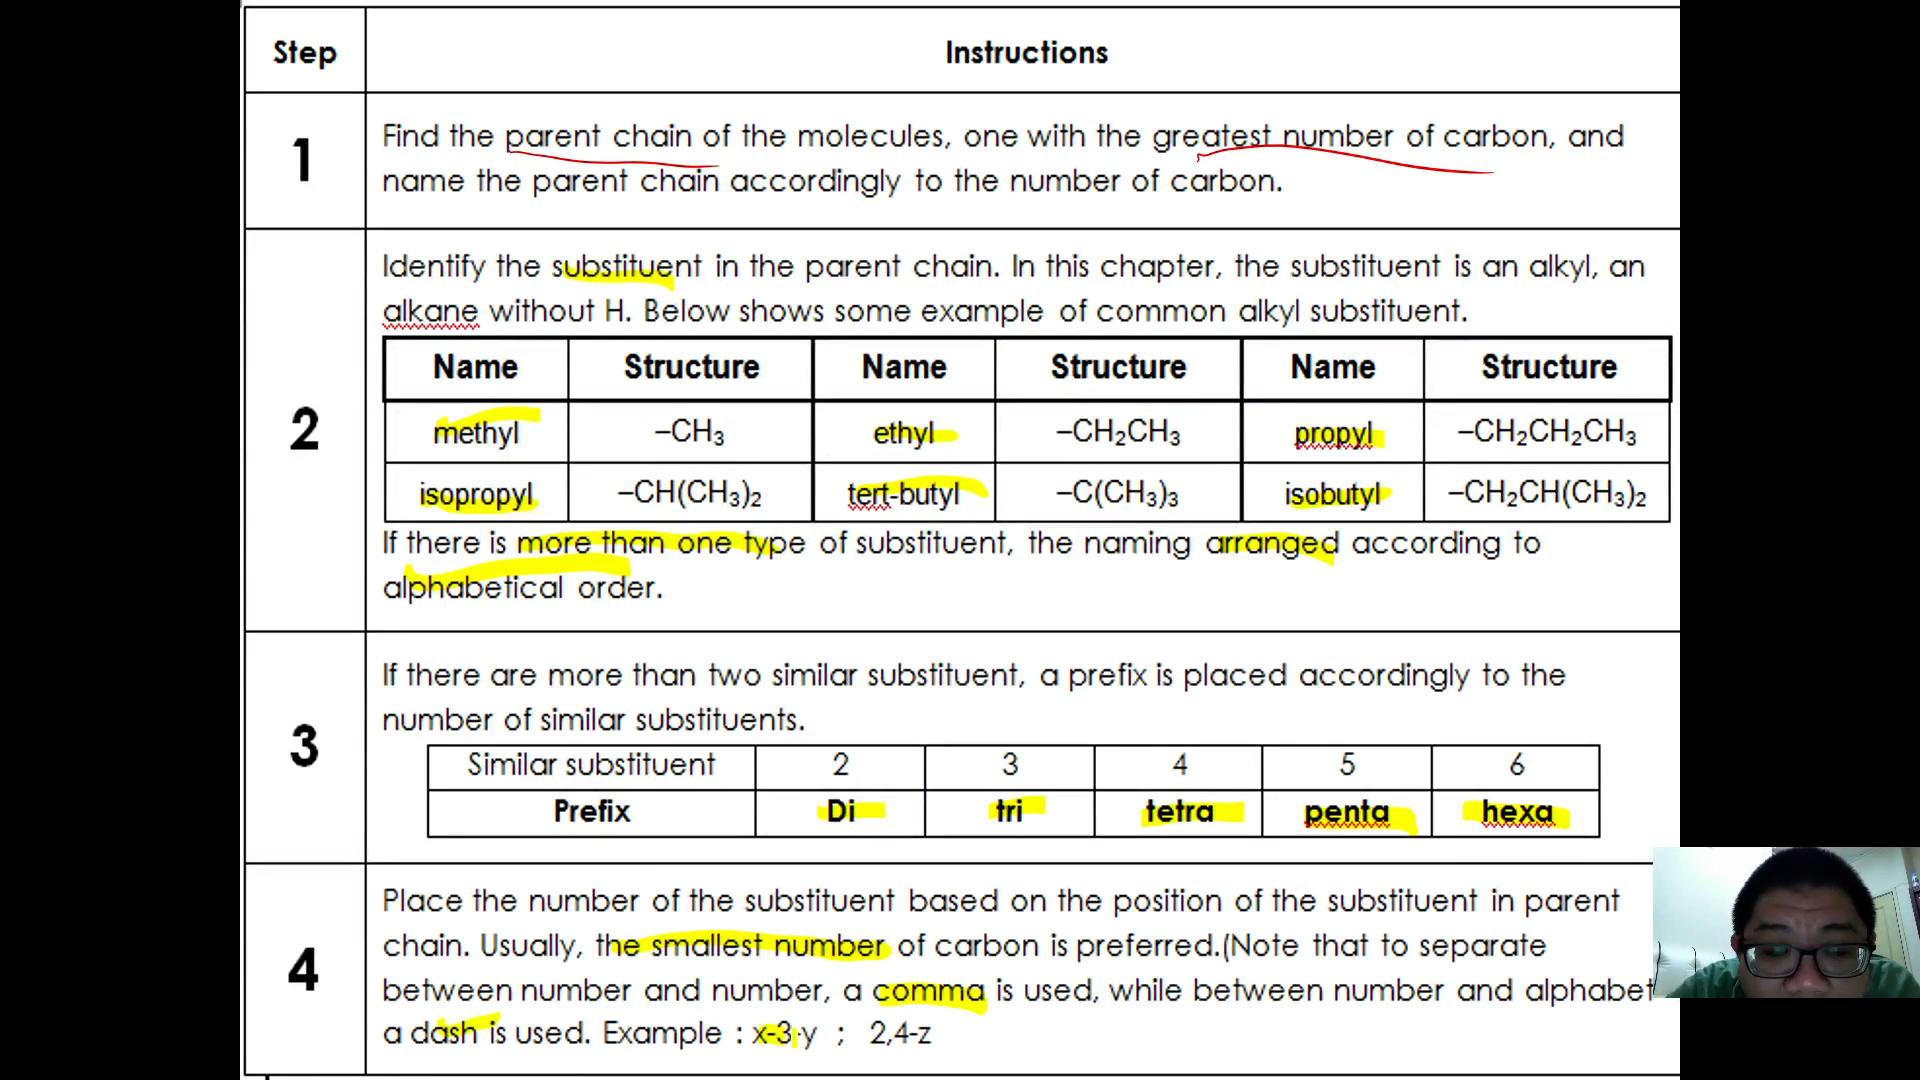 Step Instructions
1
Find the parent chain of the molecules, one with the greatest number of carbon, and
name the parent chain accordingly to the number of carbon.
2
Identify the substituent in the parent chain. In this chapter, the substituent is an alkyl, an
alkane without H. Below shows some example of common alkyl substituent.
Name Structure Name Structure Name Structure
methyl –CH₃ ethyl –CH₂CH₃ propyl –CH₂CH₂CH₃
isopropyl –CH(CH₃)₂ tert-butyl –C(CH₃)₃ isobutyl –CH₂CH(CH₃)₂
If there is more than one type of substituent, the naming arranged according to
alphabetical order.
3
If there are more than two similar substituent, a prefix is placed accordingly to the
number of similar substituents.
Similar substituent 2 3 4 5 6
Prefix Di tri tetra penta hexa
4
Place the number of the substituent based on the position of the substituent in parent
chain. Usually, the smallest number of carbon is preferred.(Note that to separate
between number and number, a comma is used, while between number and alphabet
a dash is used. Example : x-3-y ; 2,4-z